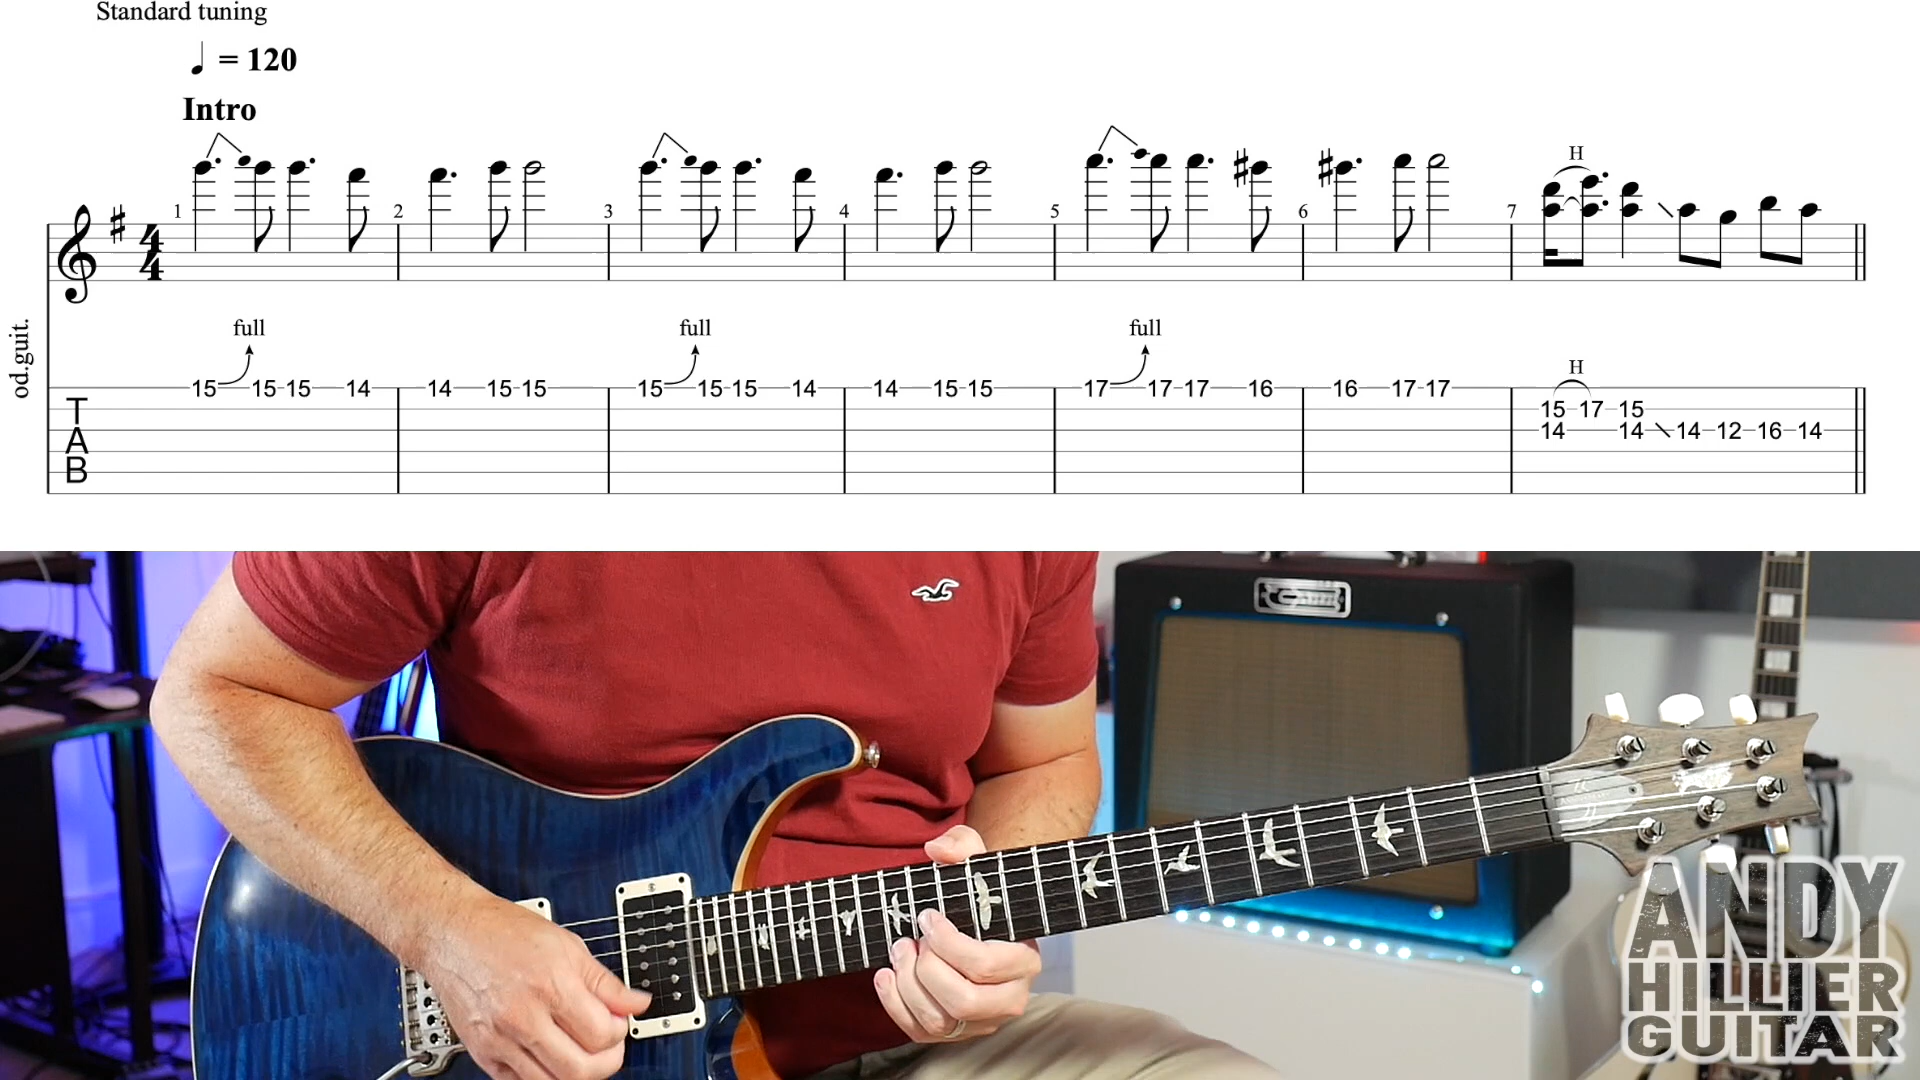 Standard tuning
♩ = 120
Intro
1 2 3 4 5 6 7
H
4
4
od.guit.
full full full
H
T
A
B
15 15 15 14 14 15 15 15 15 15 14 14 15 15 17 17 17 16 16 17 17
15 17 15
14 14 14 12 16 14
ANDY
HILLIER
GUITAR